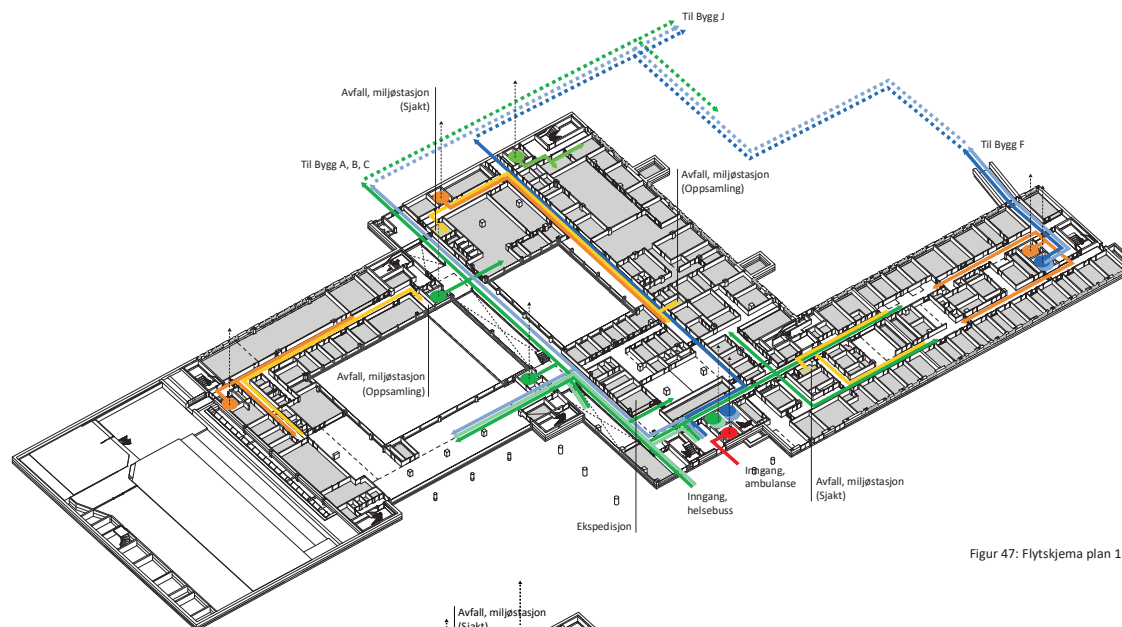 Til Bygg J
Avfall, miljøstasjon
(Sjakt)
Til Bygg A, B, C
Til Bygg F
Avfall, miljøstasjon
(Oppsamling)
Avfall, miljøstasjon
(Oppsamling)
Inngang,
ambulanse
Inngang,
helsebuss
Avfall, miljøstasjon
(Sjakt)
Ekspedisjon
Figur 47: Flytskjema plan 1
Avfall, miljøstasjon
(Sjakt)